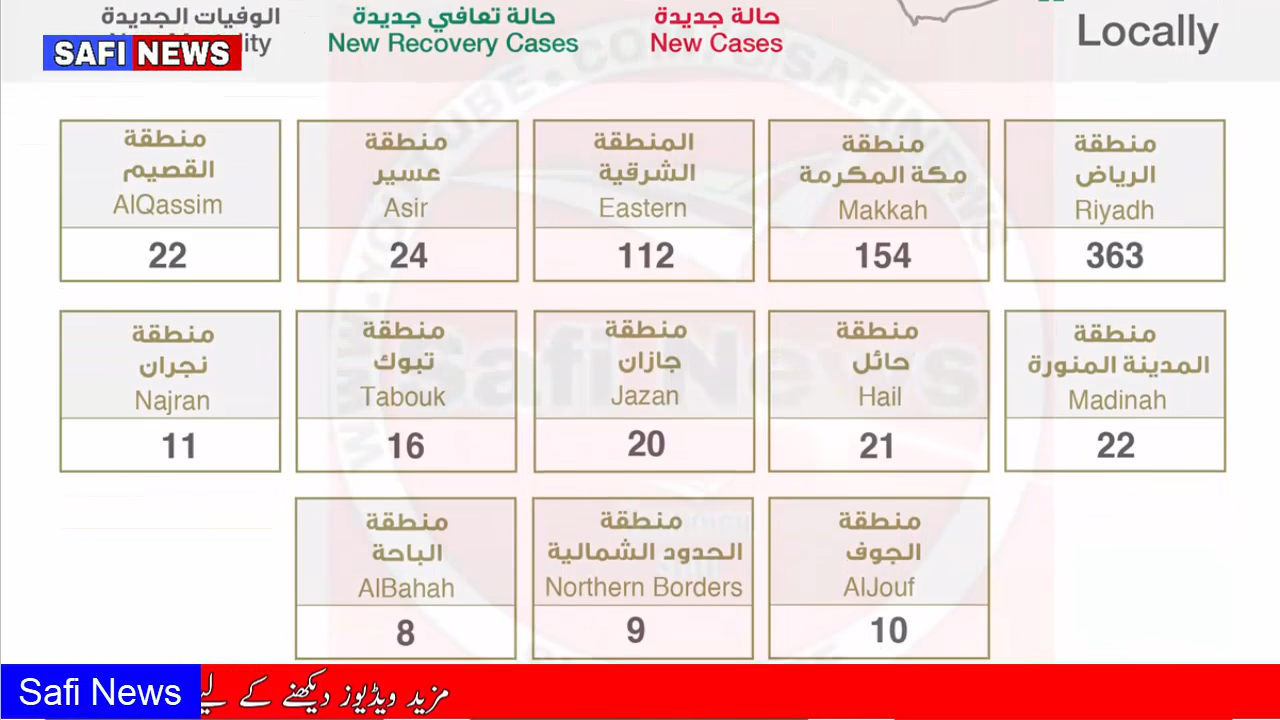 الوفيات الجديدة
حالة تعافي جديدة
New Recovery Cases
حالة جديدة
New Cases
Locally
SAFI NEWS
منطقة
القصيم
AlQassim
22
منطقة
عسير
Asir
24
المنطقة
الشرقية
Eastern
112
منطقة
مكة المكرمة
Makkah
154
منطقة
الرياض
Riyadh
363
منطقة
نجران
Najran
11
منطقة
تبوك
Tabouk
16
منطقة
جازان
Jazan
20
منطقة
حائل
Hail
21
منطقة
المدينة المنورة
Madinah
22
منطقة
الباحة
AlBahah
8
منطقة
الحدود الشمالية
Northern Borders
9
منطقة
الجوف
AlJouf
10
Safi News
Safi News
مزید ویڈیوز دیکھنے کے لیے